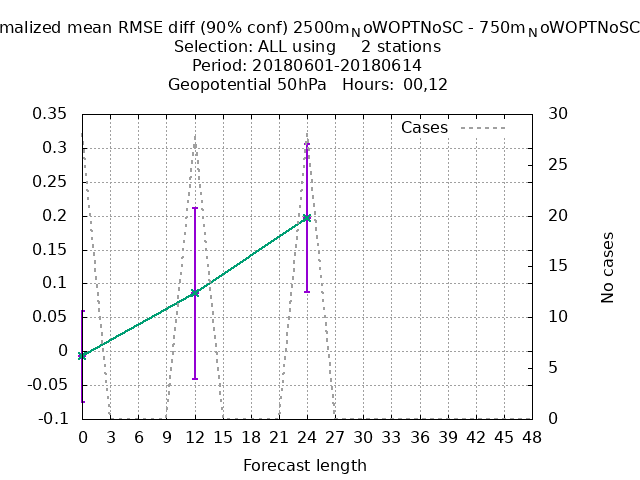 malized mean RMSE diff (90% conf) 2500mNoWOPTNoSC - 750mNoWOPTNoSC
Selection: ALL using 2 stations
Period: 20180601-20180614
Geopotential 50hPa Hours: 00,12
Cases
0.35
0.3
0.25
0.2
0.15
0.1
0.05
0
-0.05
-0.1
30
25
20
15
10
5
0
No cases
0 3 6 9 12 15 18 21 24 27 30 33 36 39 42 45 48
Forecast length